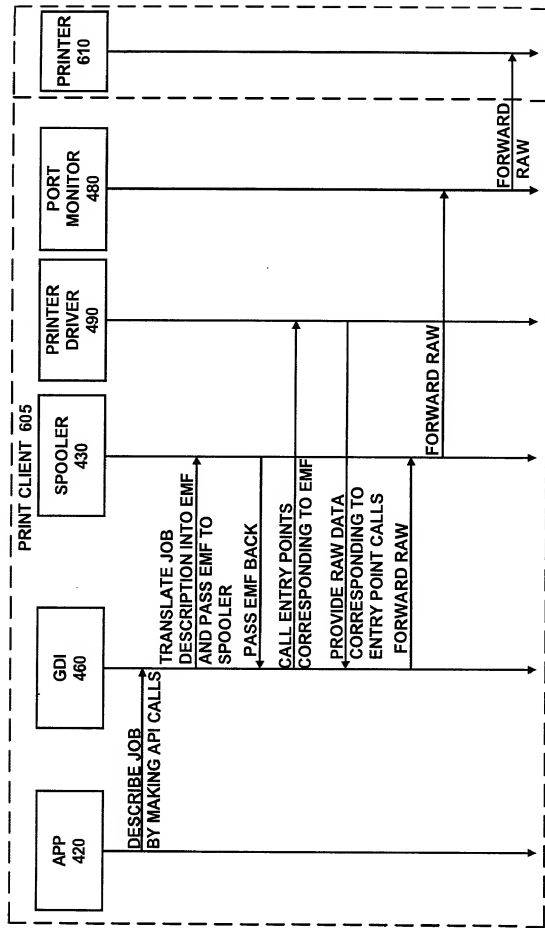 PRINT CLIENT 605
APP
420
GDI
460
SPOOLER
430
PRINTER
DRIVER
490
PORT
MONITOR
480
PRINTER
610
DESCRIBE JOB
BY MAKING API CALLS
TRANSLATE JOB
DESCRIPTION INTO EMF
AND PASS EMF TO
SPOOLER
PASS EMF BACK
CALL ENTRY POINTS
CORRESPONDING TO EMF
PROVIDE RAW DATA
CORRESPONDING TO
ENTRY POINT CALLS
FORWARD RAW
FORWARD RAW
FORWARD
RAW